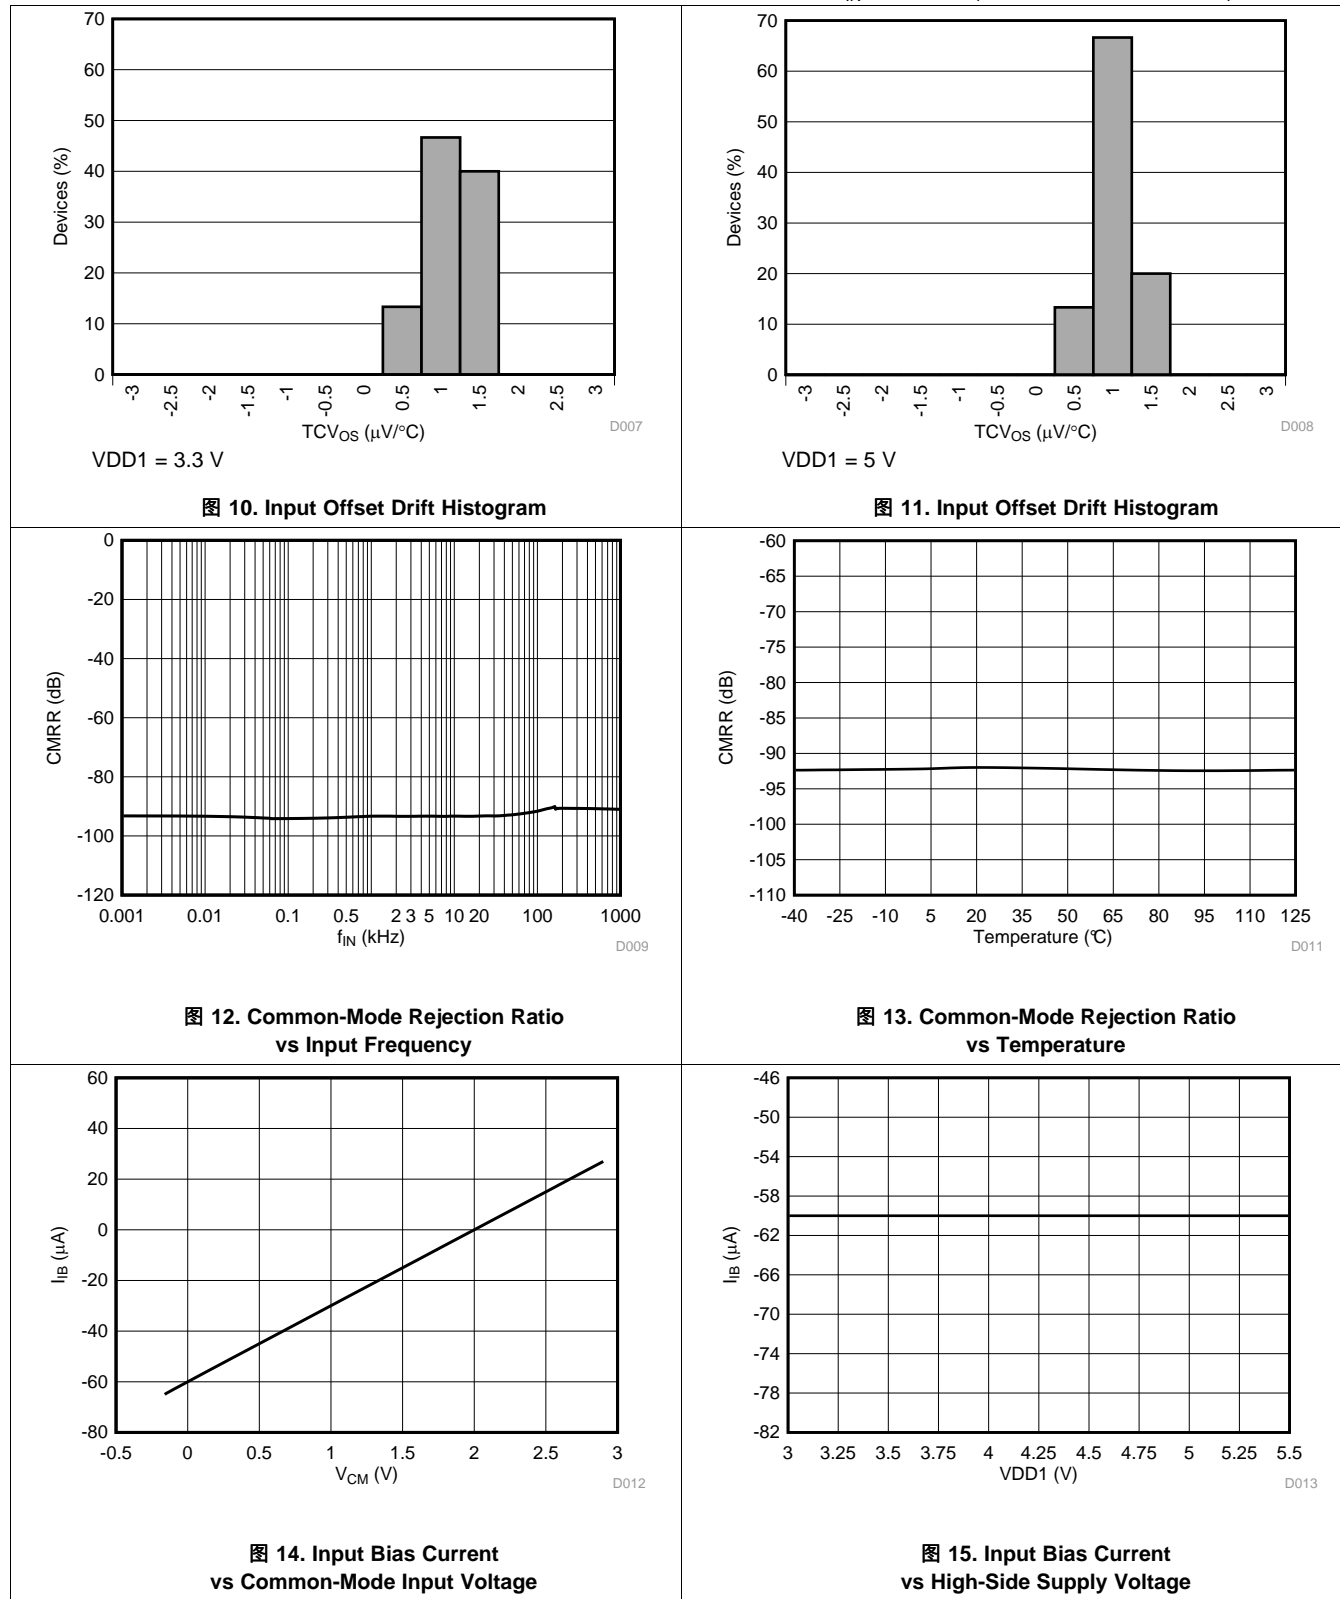 70
60
50
40
30
20
10
0
Devices (%)
-3 -2.5 -2 -1.5 -1 -0.5 0 0.5 1 1.5 2 2.5 3
TCVOS (μV/°C)
D007
VDD1 = 3.3 V
图 10. Input Offset Drift Histogram
70
60
50
40
30
20
10
0
Devices (%)
-3 -2.5 -2 -1.5 -1 -0.5 0 0.5 1 1.5 2 2.5 3
TCVOS (μV/°C)
D008
VDD1 = 5 V
图 11. Input Offset Drift Histogram
0
-20
-40
-60
-80
-100
-120
CMRR (dB)
0.001 0.01 0.1 0.5 2 3 5 10 20 100 1000
fIN (kHz)
D009
图 12. Common-Mode Rejection Ratio
vs Input Frequency
-60
-65
-70
-75
-80
-85
-90
-95
-100
-105
-110
CMRR (dB)
-40 -25 -10 5 20 35 50 65 80 95 110 125
Temperature (°C)
D011
图 13. Common-Mode Rejection Ratio
vs Temperature
60
40
20
0
-20
-40
-60
-80
IIB (μA)
-0.5 0 0.5 1 1.5 2 2.5 3
VCM (V)
D012
图 14. Input Bias Current
vs Common-Mode Input Voltage
-46
-50
-54
-58
-62
-66
-70
-74
-78
-82
IIB (μA)
3 3.25 3.5 3.75 4 4.25 4.5 4.75 5 5.25 5.5
VDD1 (V)
D013
图 15. Input Bias Current
vs High-Side Supply Voltage